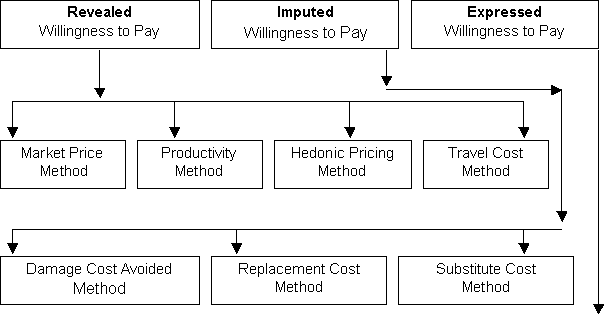 Revealed
Willingness to Pay
Imputed
Willingness to Pay
Expressed
Willingness to Pay
Market Price
Method
Productivity
Method
Hedonic Pricing
Method
Travel Cost
Method
Damage Cost Avoided
Method
Replacement Cost
Method
Substitute Cost
Method